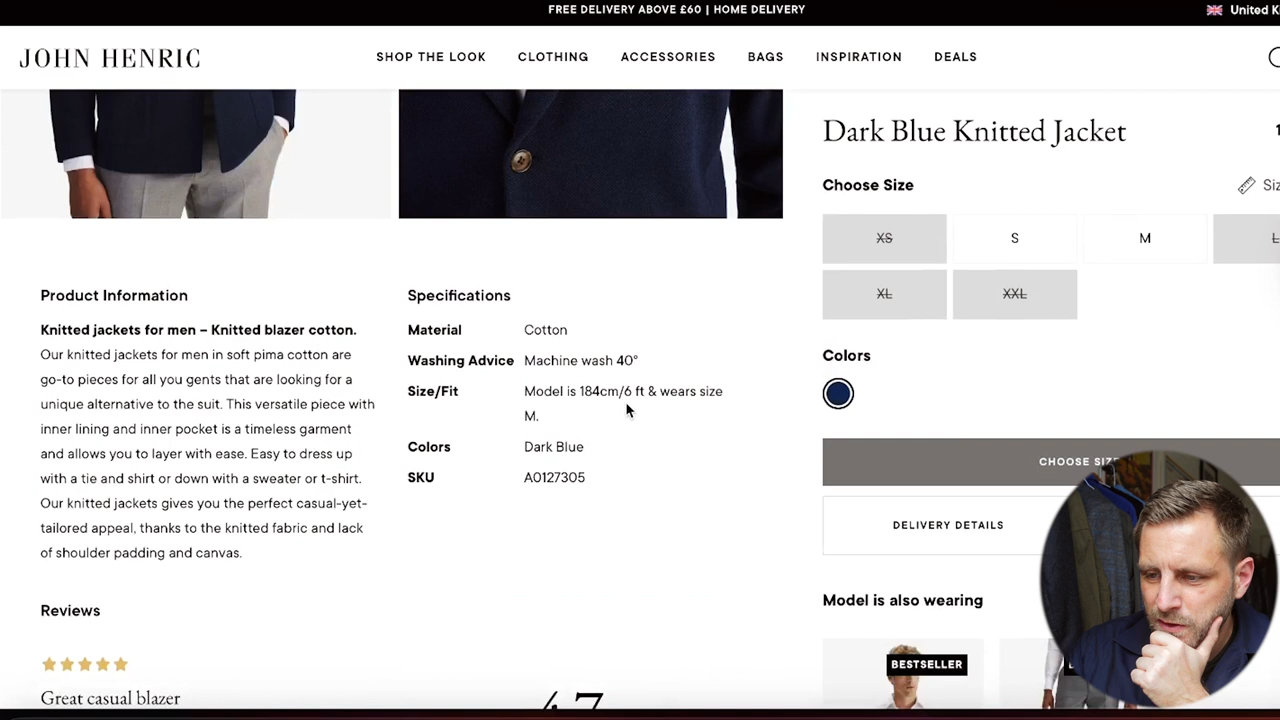 FREE DELIVERY ABOVE £60 | HOME DELIVERY
United K
JOHN HENRIC
SHOP THE LOOK CLOTHING ACCESSORIES BAGS INSPIRATION DEALS
Dark Blue Knitted Jacket
Choose Size
Siz
XS S M L
XL XXL
Colors
CHOOSE SIZE
DELIVERY DETAILS
Model is also wearing
BESTSELLER
Product Information
Knitted jackets for men – Knitted blazer cotton.
Our knitted jackets for men in soft pima cotton are
go-to pieces for all you gents that are looking for a
unique alternative to the suit. This versatile piece with
inner lining and inner pocket is a timeless garment
and allows you to layer with ease. Easy to dress up
with a tie and shirt or down with a sweater or t-shirt.
Our knitted jackets gives you the perfect casual-yet-
tailored appeal, thanks to the knitted fabric and lack
of shoulder padding and canvas.
Specifications
Material Cotton
Washing Advice Machine wash 40°
Size/Fit Model is 184cm/6 ft & wears size
M.
Colors Dark Blue
SKU A0127305
Reviews
Great casual blazer